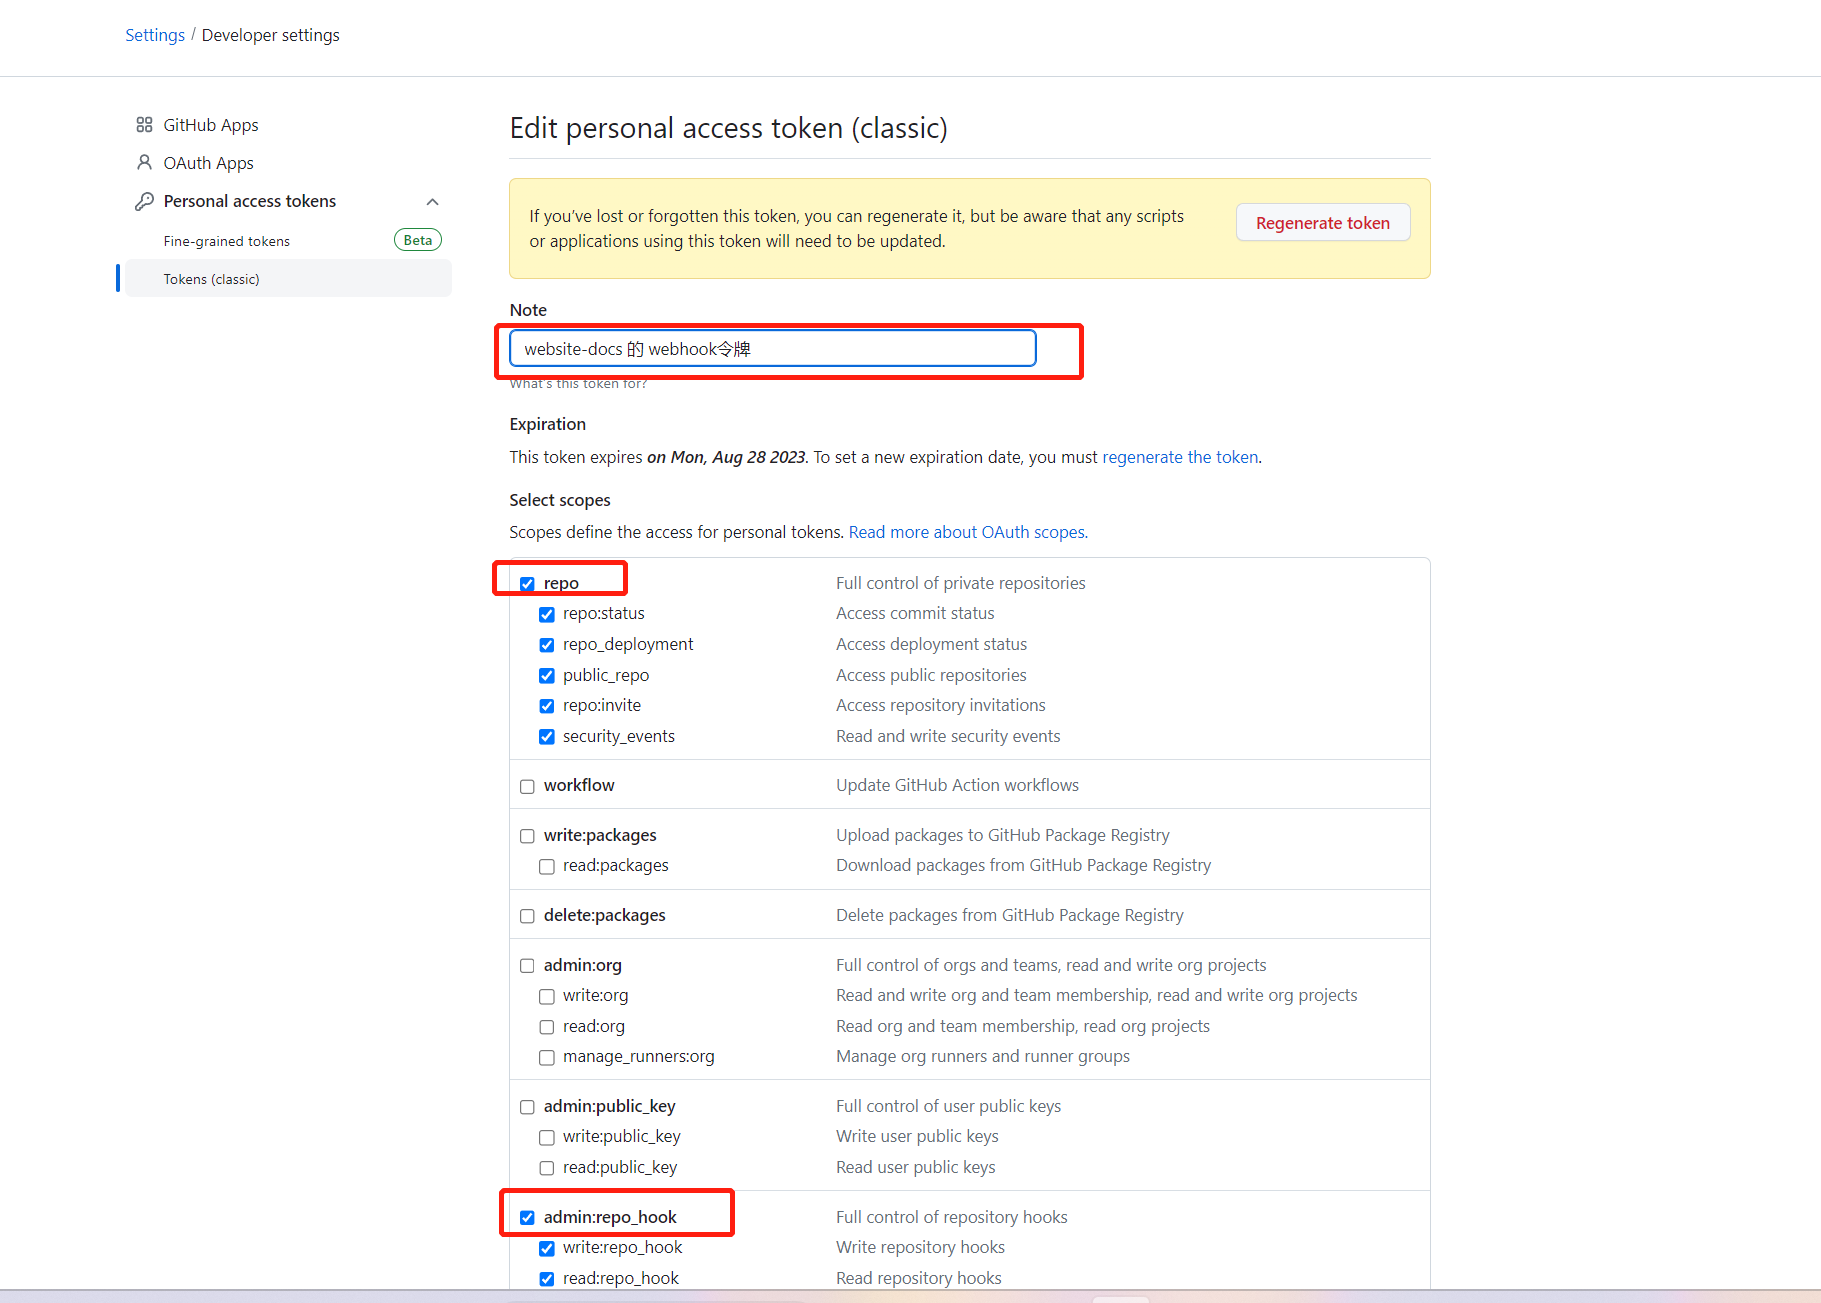 Settings / Developer settings
GitHub Apps
OAuth Apps
Personal access tokens
Fine-grained tokens Beta
Tokens (classic)
Edit personal access token (classic)
If you've lost or forgotten this token, you can regenerate it, but be aware that any scripts
or applications using this token will need to be updated.
Regenerate token
Note
website-docs 的 webhook令牌
What's this token for?
Expiration
This token expires on Mon, Aug 28 2023. To set a new expiration date, you must regenerate the token.
Select scopes
Scopes define the access for personal tokens. Read more about OAuth scopes.
repo Full control of private repositories
repo:status Access commit status
repo_deployment Access deployment status
public_repo Access public repositories
repo:invite Access repository invitations
security_events Read and write security events
workflow Update GitHub Action workflows
write:packages Upload packages to GitHub Package Registry
read:packages Download packages from GitHub Package Registry
delete:packages Delete packages from GitHub Package Registry
admin:org Full control of orgs and teams, read and write org projects
write:org Read and write org and team membership, read and write org projects
read:org Read org and team membership, read org projects
manage_runners:org Manage org runners and runner groups
admin:public_key Full control of user public keys
write:public_key Write user public keys
read:public_key Read user public keys
admin:repo_hook Full control of repository hooks
write:repo_hook Write repository hooks
read:repo_hook Read repository hooks